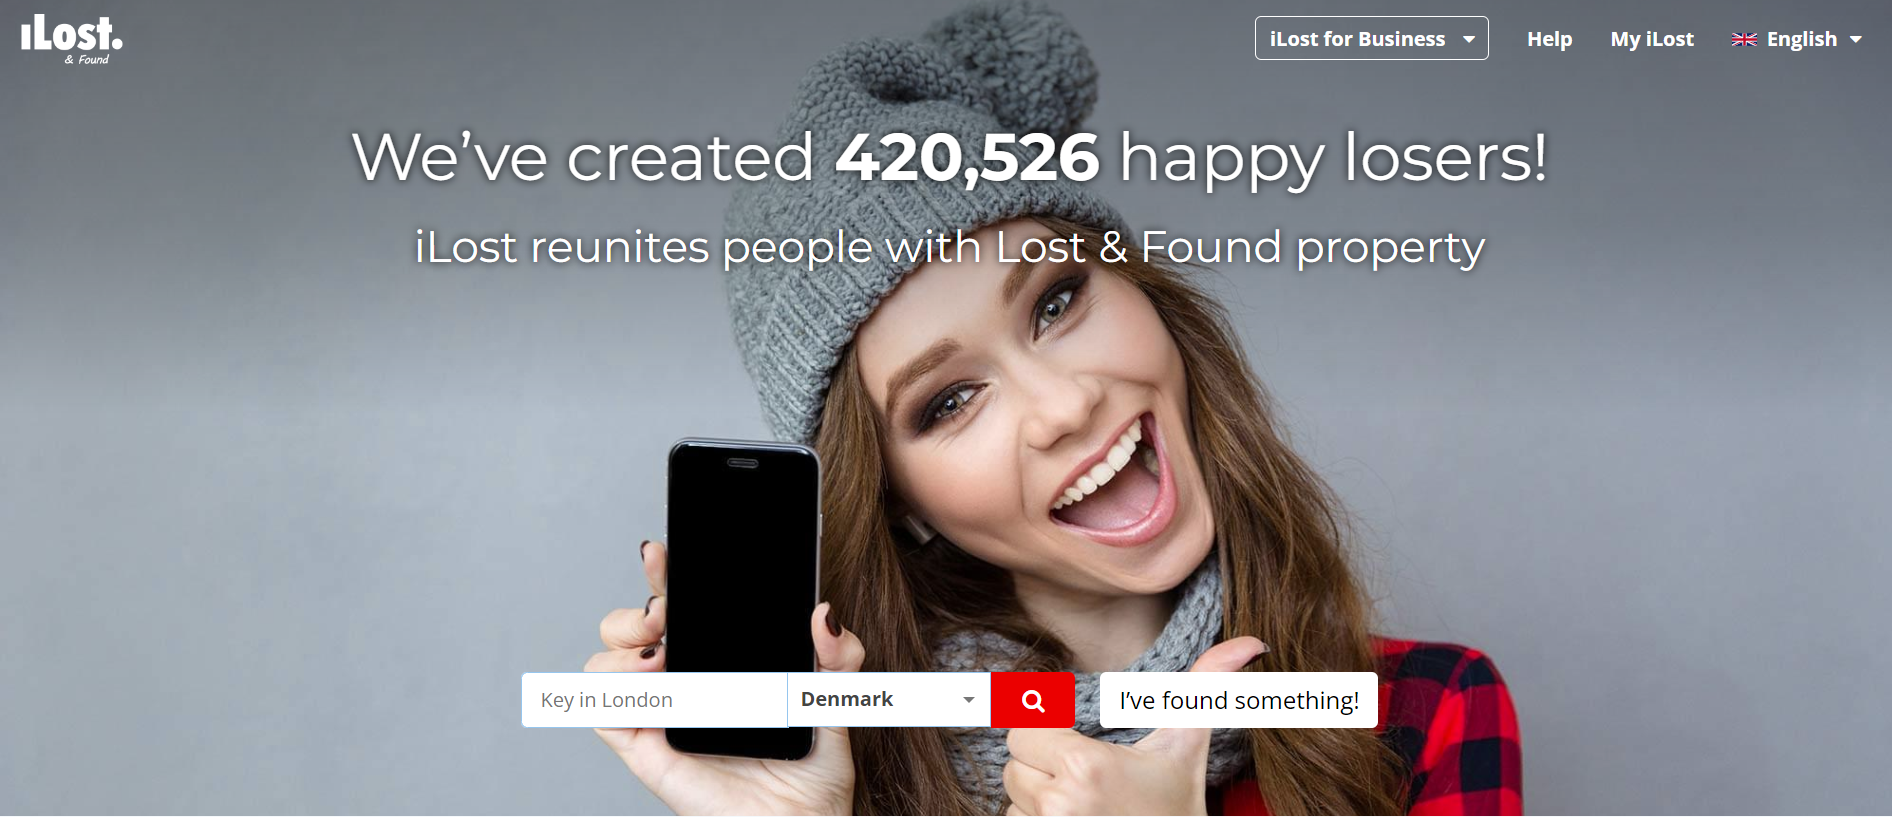 iLost.
& Found
iLost for Business
Help
My iLost
English
We’ve created 420,526 happy losers!
iLost reunites people with Lost & Found property
Key in London
Denmark
I’ve found something!